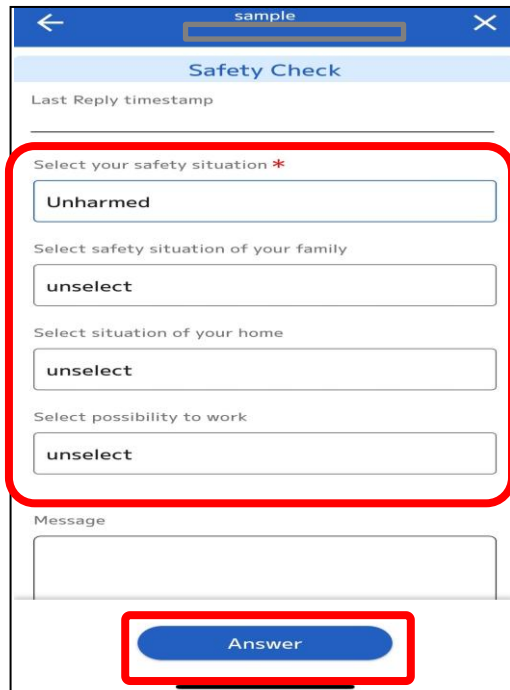 sample
Safety Check
Last Reply timestamp
Select your safety situation *
Unharmed
Select safety situation of your family
unselect
Select situation of your home
unselect
Select possibility to work
unselect
Message
Answer